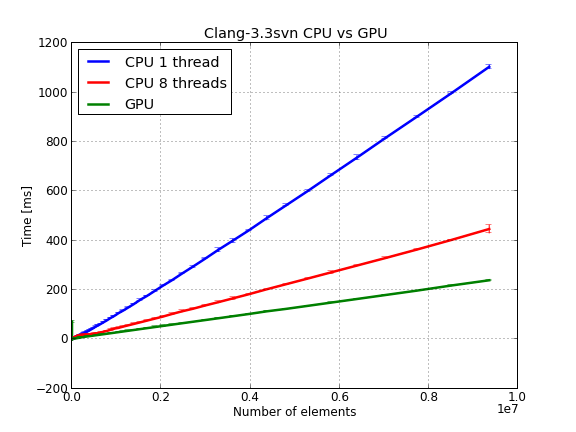 Clang-3.3svn CPU vs GPU
1200
1000
800
600
400
200
0
−200
Time [ms]
CPU 1 thread
CPU 8 threads
GPU
0.0 0.2 0.4 0.6 0.8 1.0
1e7
Number of elements